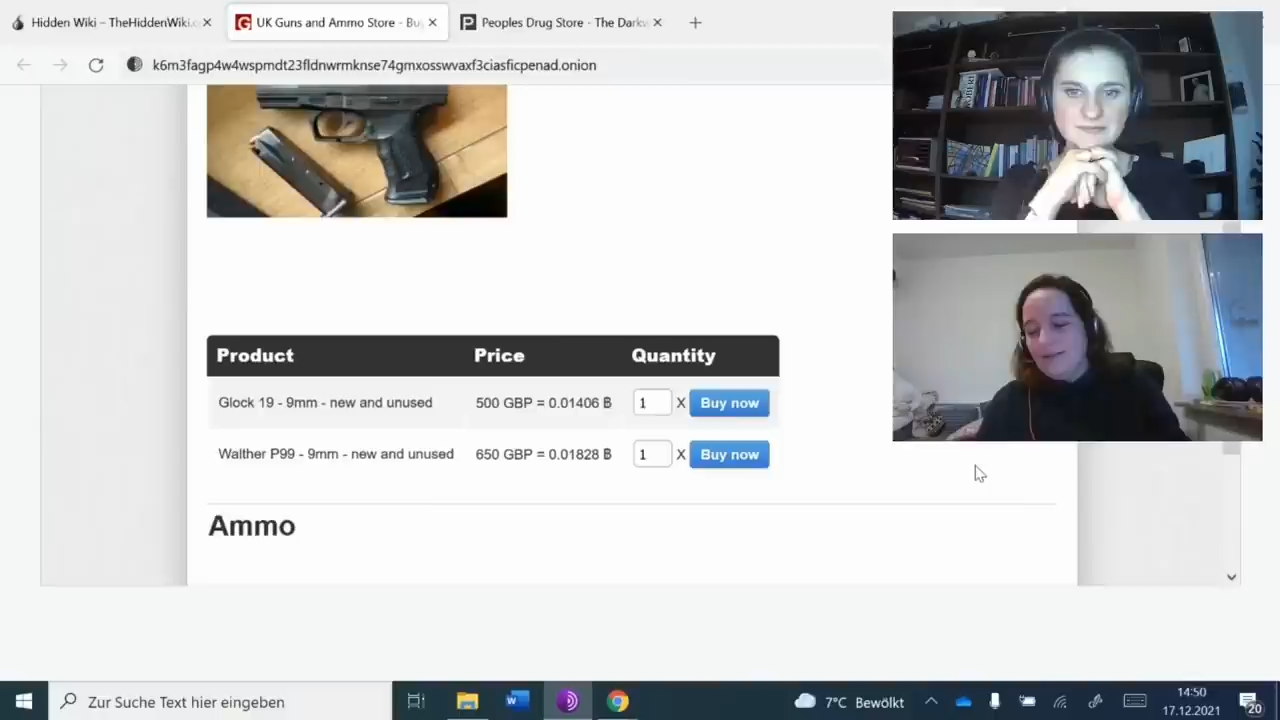 Hidden Wiki – TheHiddenWiki.o
UK Guns and Ammo Store - Bu
Peoples Drug Store - The Dark
k6m3fagp4w4wspmdt23fldnwrmknse74gmxosswvaxf3ciasficpenad.onion
Product Price Quantity
Glock 19 - 9mm - new and unused 500 GBP = 0.01406 ฿ 1 X Buy now
Walther P99 - 9mm - new and unused 650 GBP = 0.01828 ฿ 1 X Buy now
Ammo
Zur Suche Text hier eingeben
7°C Bewölkt
14:50
17.12.2021
20